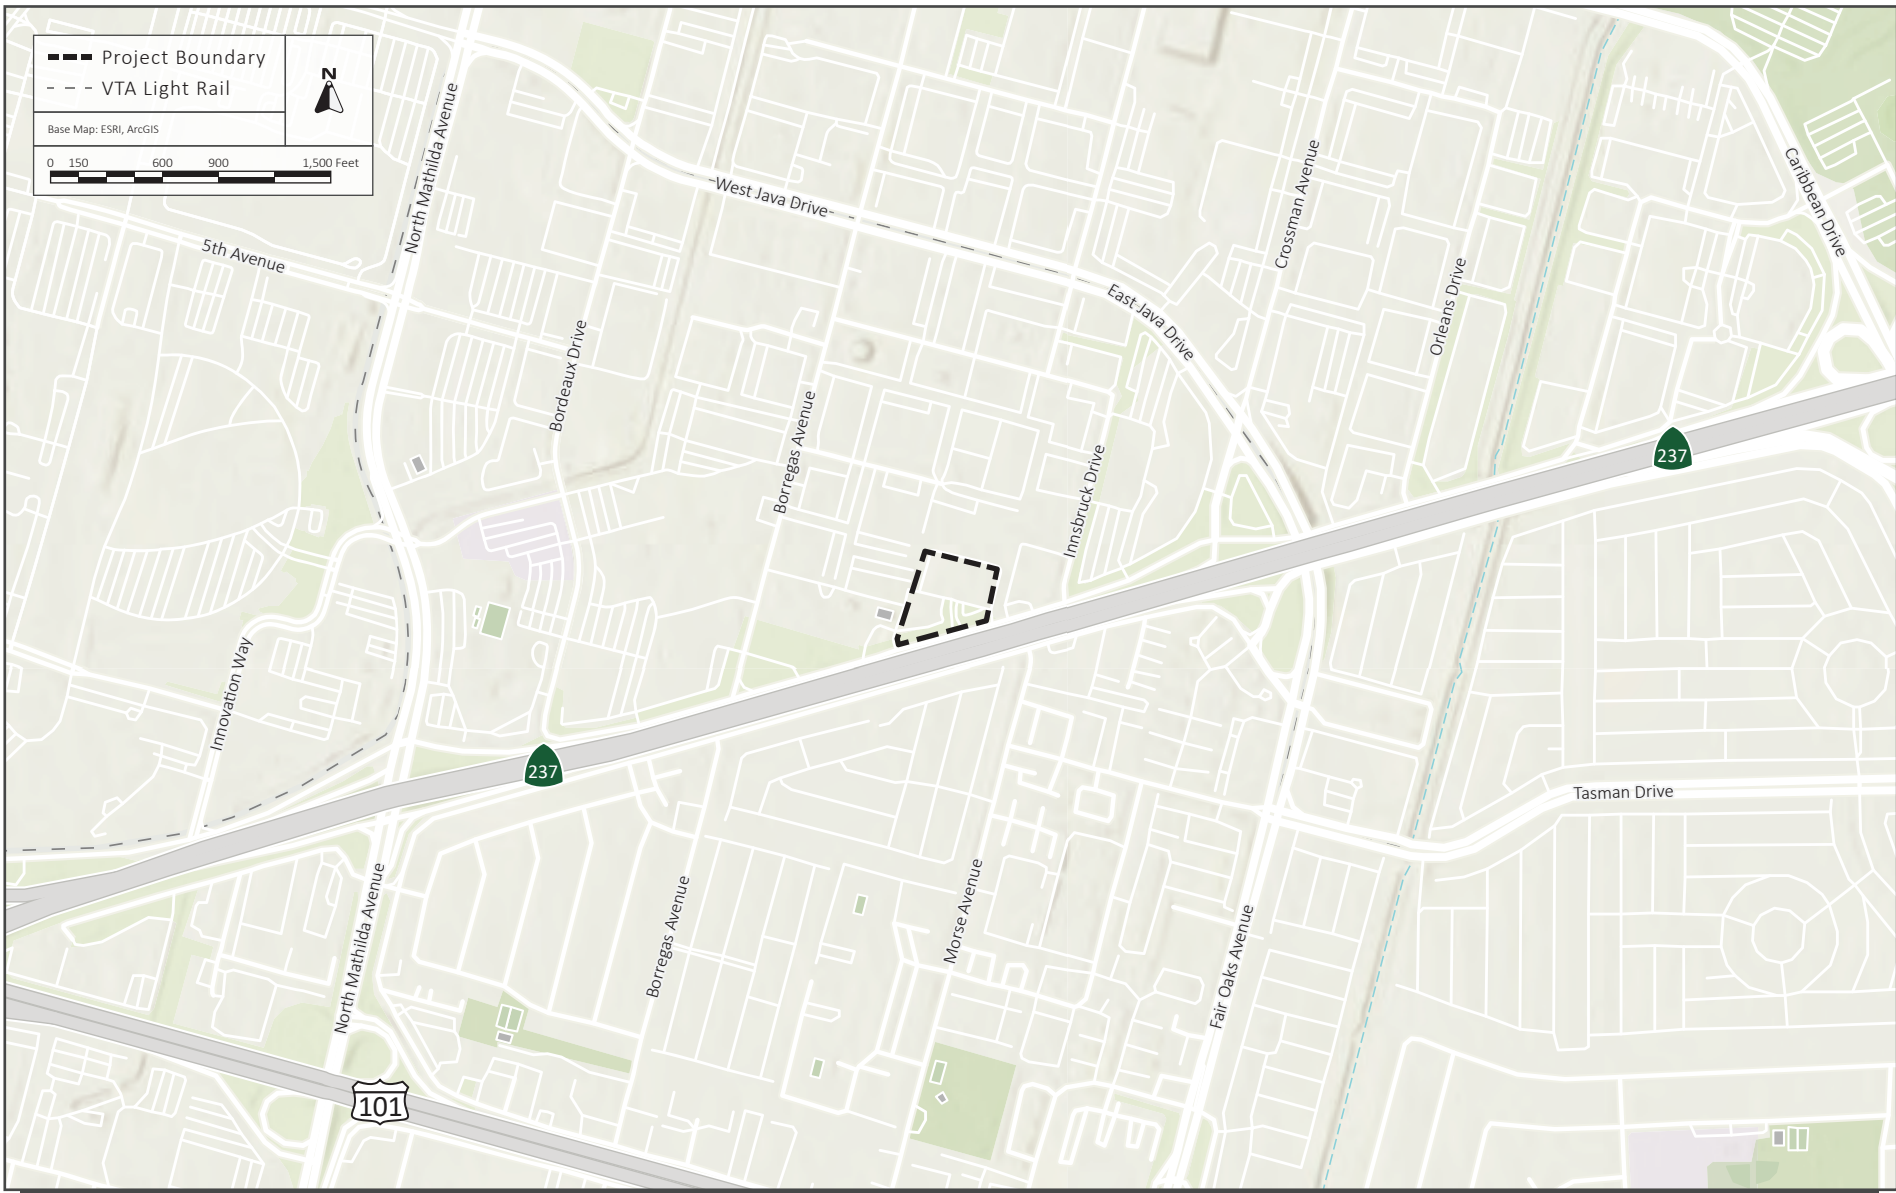 Project Boundary
VTA Light Rail
N
Base Map: ESRI, ArcGIS
0 150 600 900 1,500 Feet
North Mathilda Avenue
5th Avenue
West Java Drive
East Java Drive
Crossman Avenue
Caribbean Drive
Orleans Drive
Bordeaux Drive
Borregas Avenue
Innsbruck Drive
237
Innovation Way
237
Tasman Drive
North Mathilda Avenue
Borregas Avenue
Morse Avenue
Fair Oaks Avenue
101